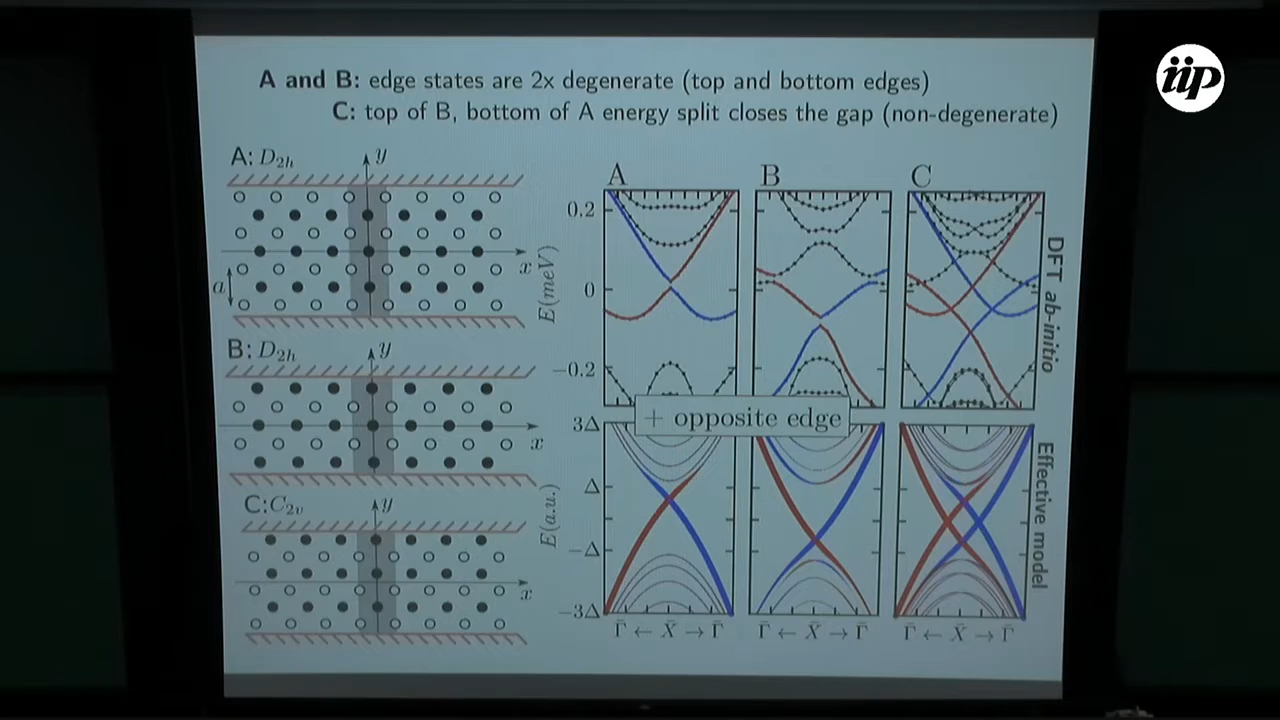 A and B: edge states are 2x degenerate (top and bottom edges)
C: top of B, bottom of A energy split closes the gap (non-degenerate)
iip
A: D₂ₕ
y
x
a
B: D₂ₕ
y
x
C: C₂ᵥ
y
x
A
B
C
0.2
0
−0.2
E(meV)
DFT ab-initio
+ opposite edge
3Δ
Δ
−Δ
−3Δ
E(a.u.)
Effective model
Γ̄ ← X̄ → Γ̄
Γ̄ ← X̄ → Γ̄
Γ̄ ← X̄ → Γ̄